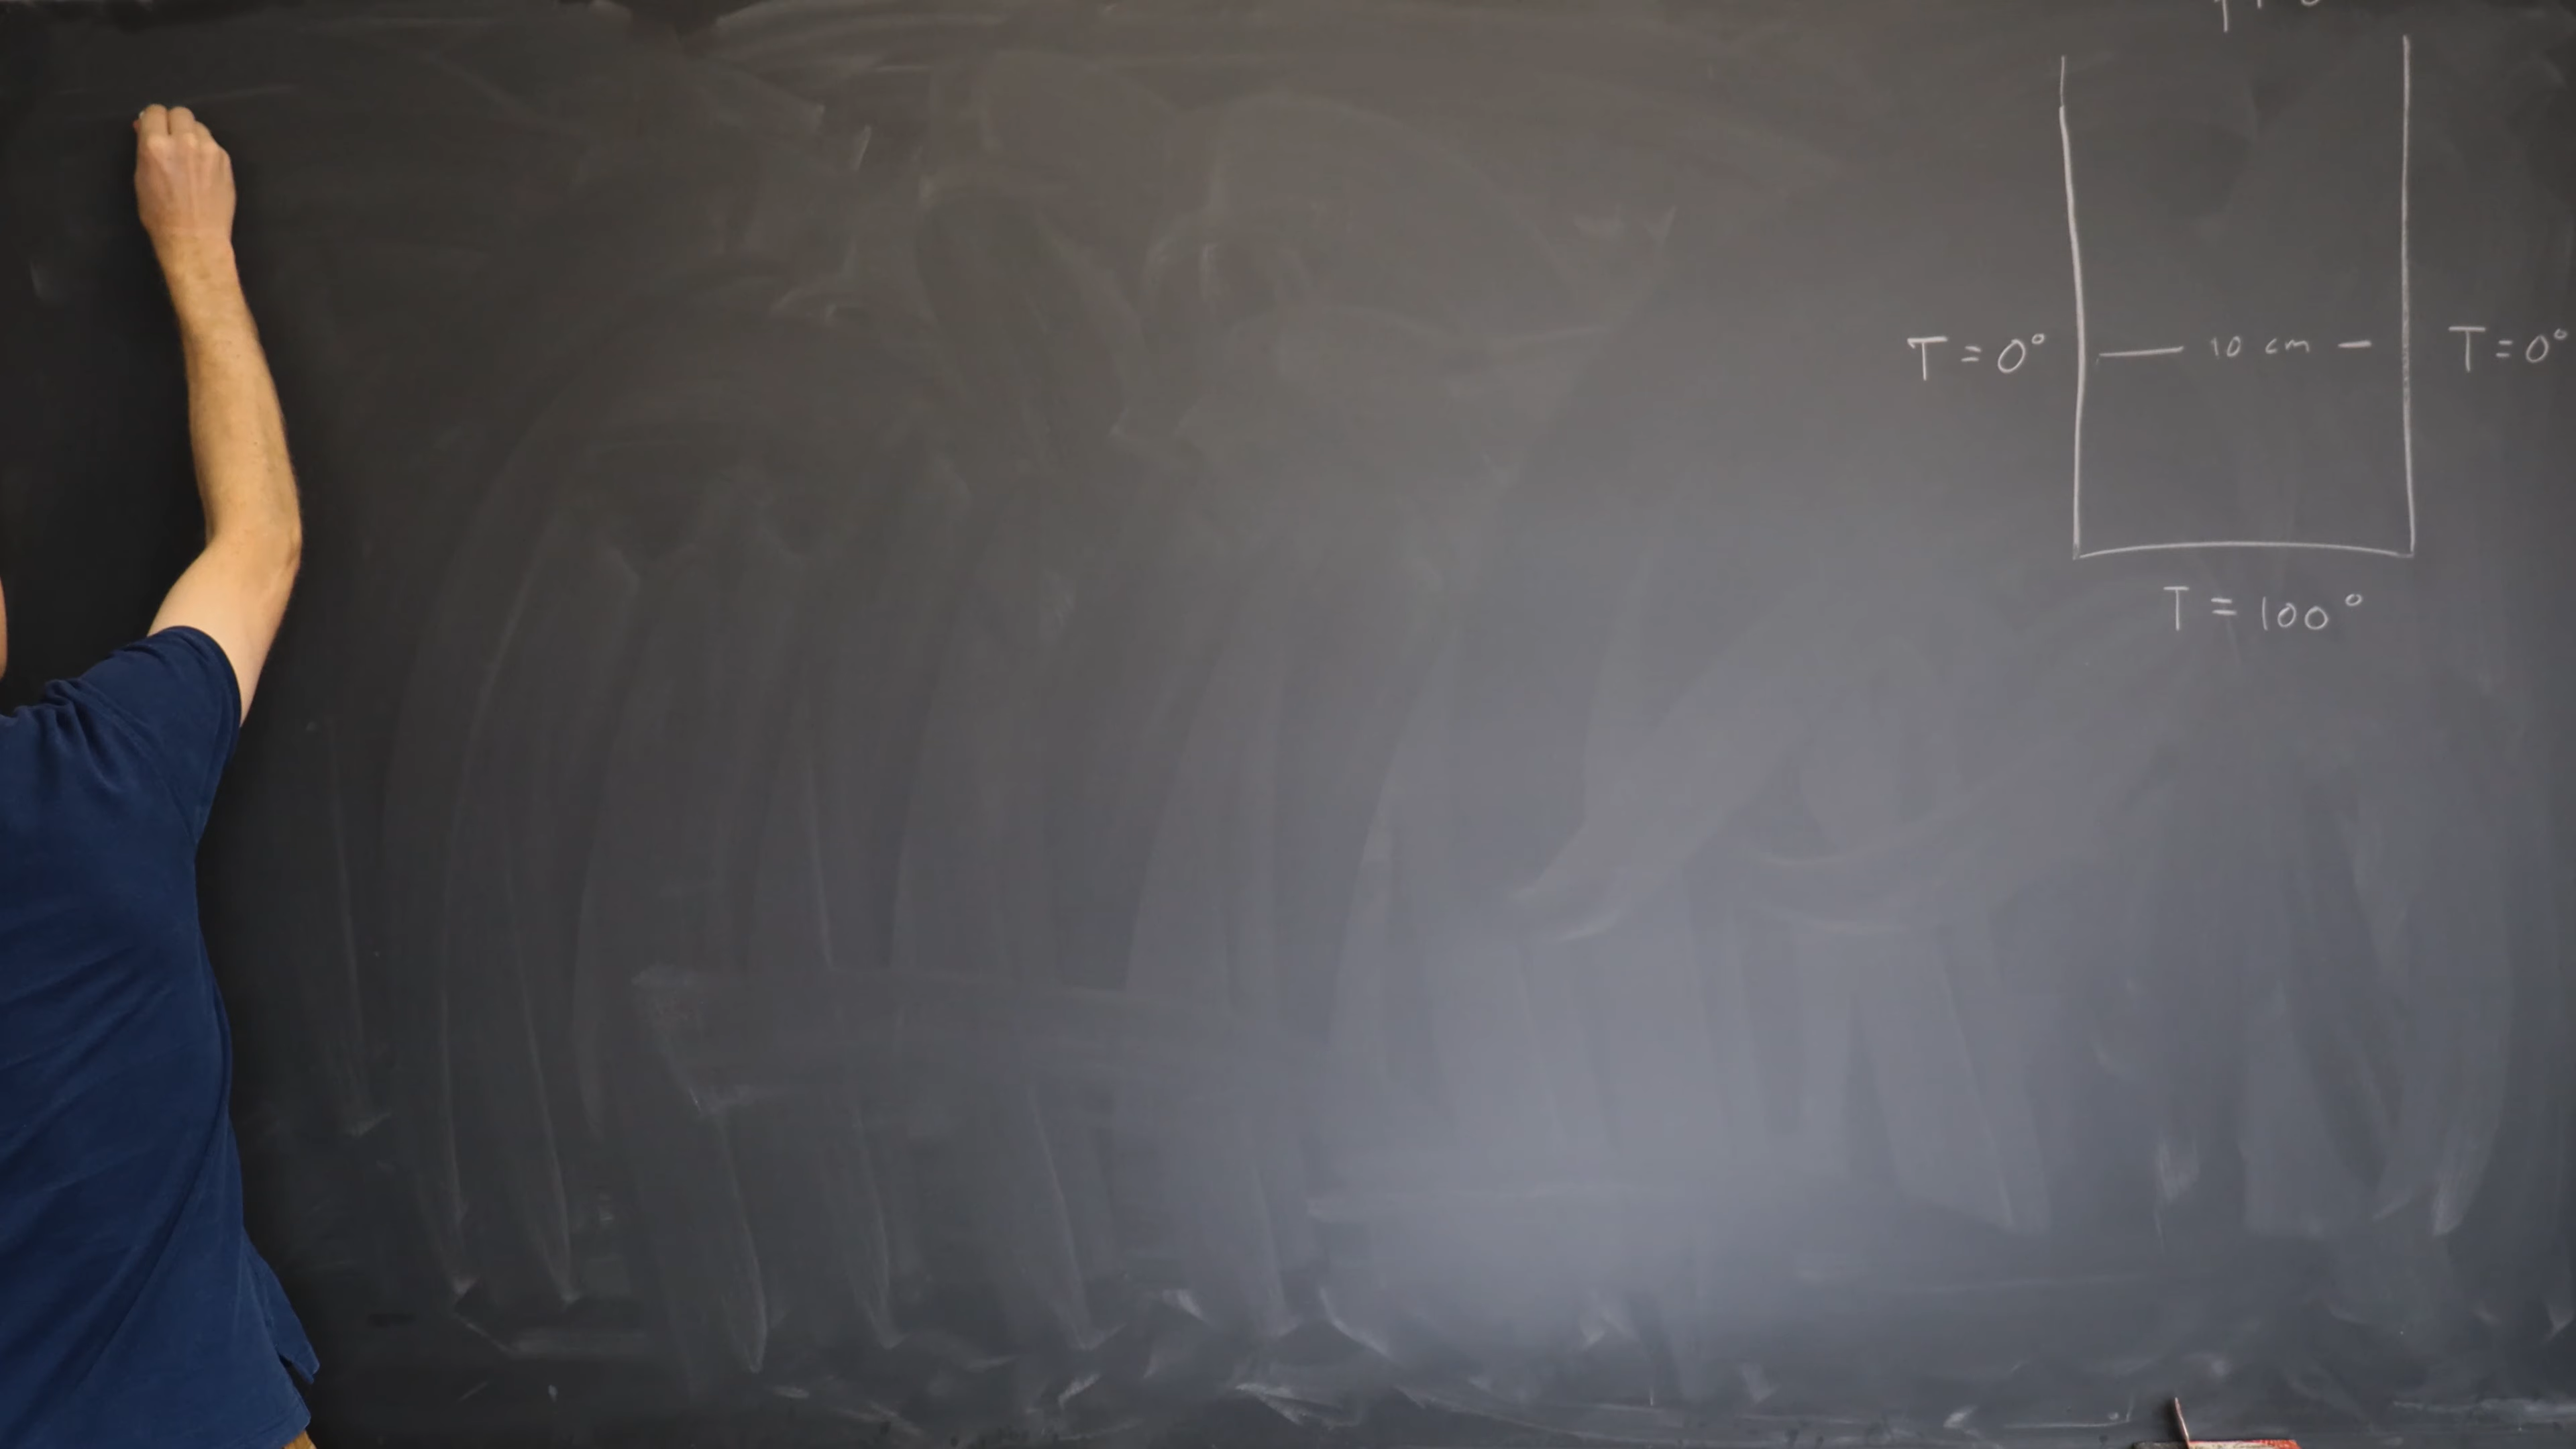 T = 0° — 10 cm — T = 0°
T = 100°